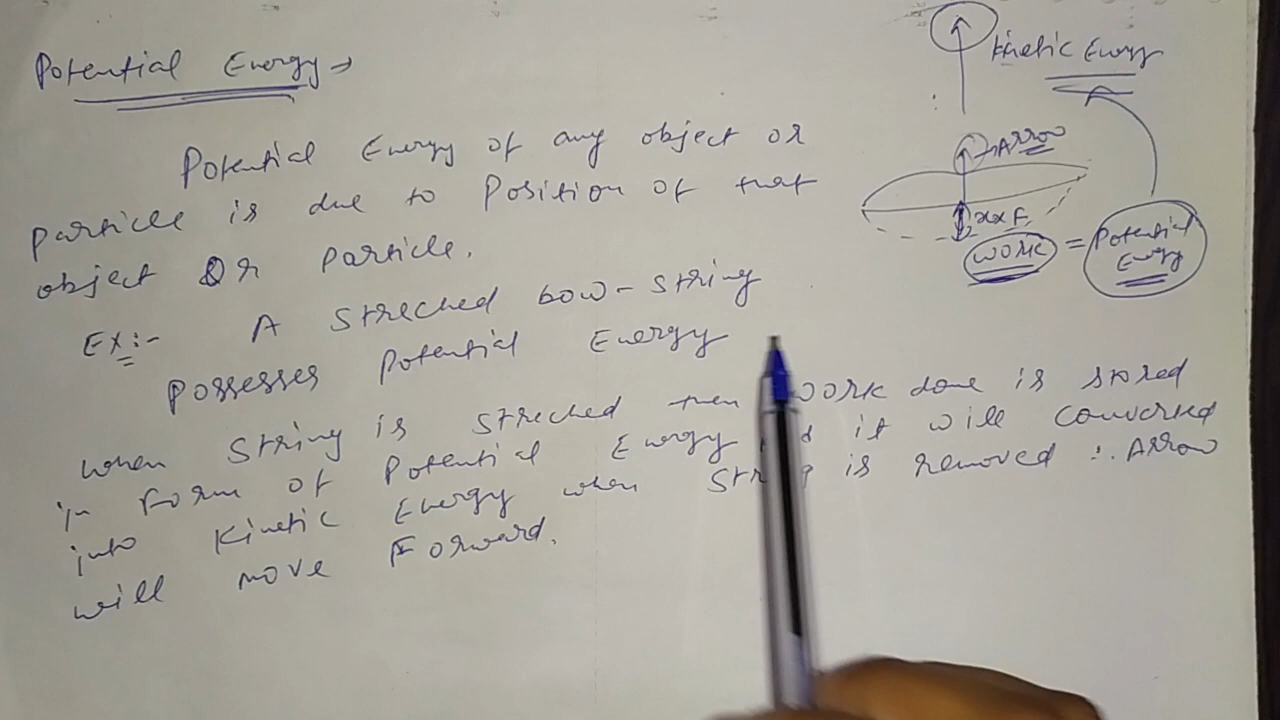 Potential Energy →
Kinetic Energy
Potential Energy of any object or
particle is due to Position of that
object Or particle.
→ Arrow
x x F
work = Potential Energy
Ex:- A streched bow-string
Possesses Potential Energy
when string is streched then work done is stored
in form of Potential Energy it will converted
into Kinetic Energy when is removed ∴ Arrow
will move Forward.